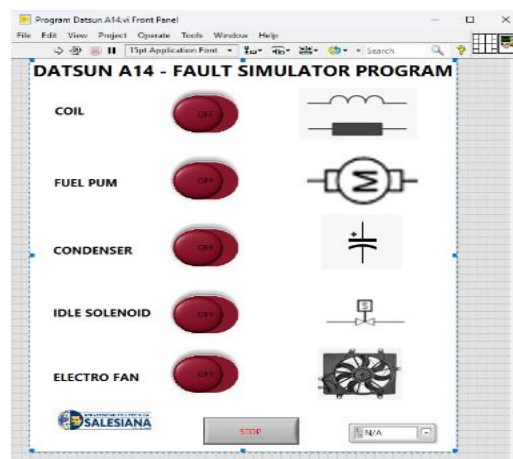 Program Datsun A14.vi Front Panel
File Edit View Project Operate Tools Window Help
15pt Application Font Search
DATSUN A14 - FAULT SIMULATOR PROGRAM
COIL OFF
FUEL PUM OFF
M
CONDENSER OFF
+
IDLE SOLENOID OFF
S
ELECTRO FAN OFF
SALESIANA
STOP
N/A